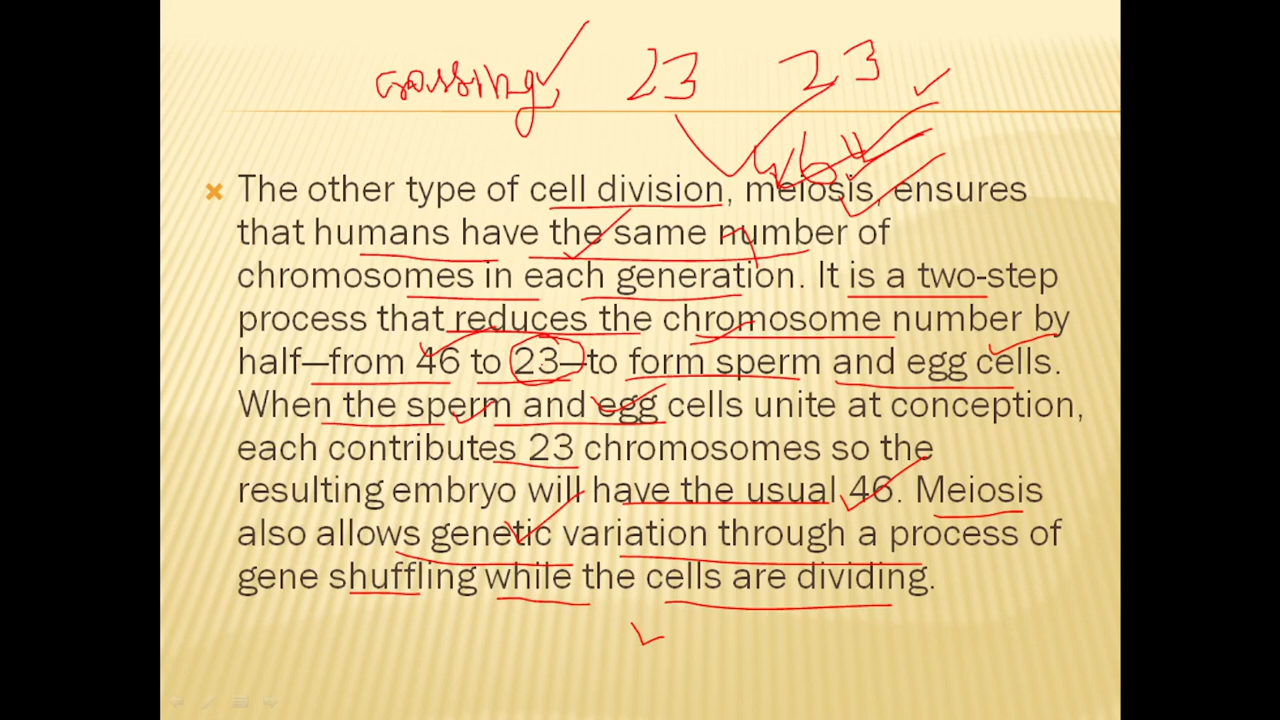 crossing 23 23
46
The other type of cell division, meiosis, ensures
that humans have the same number of
chromosomes in each generation. It is a two-step
process that reduces the chromosome number by
half—from 46 to 23—to form sperm and egg cells.
When the sperm and egg cells unite at conception,
each contributes 23 chromosomes so the
resulting embryo will have the usual 46. Meiosis
also allows genetic variation through a process of
gene shuffling while the cells are dividing.